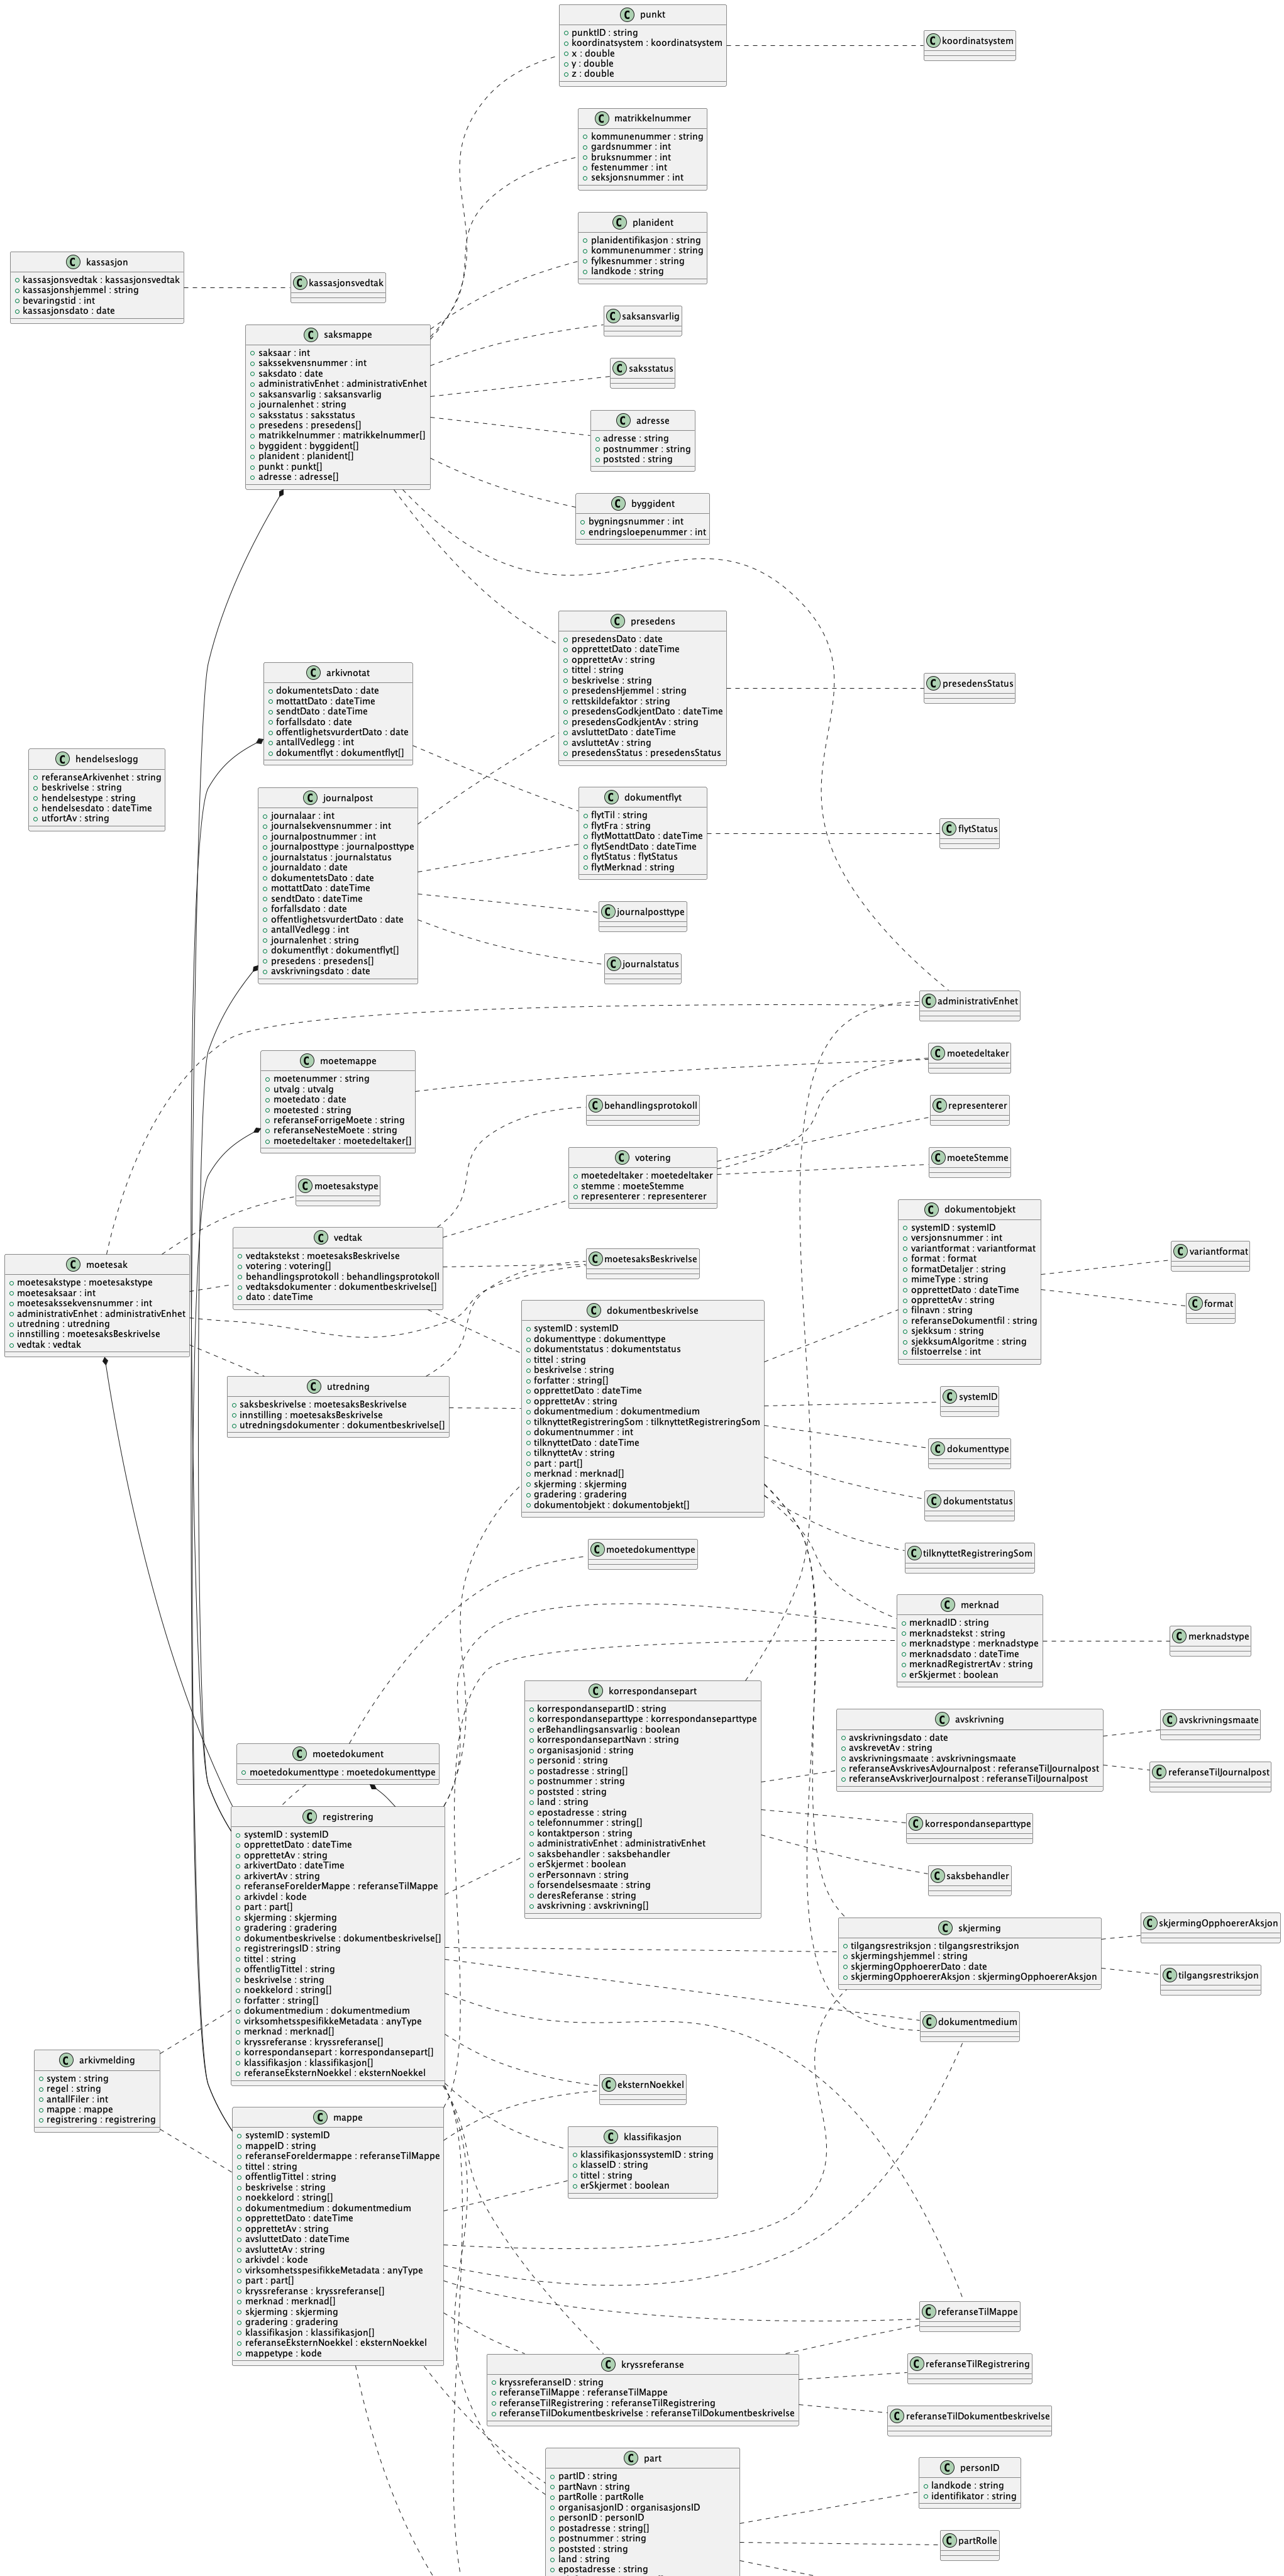 punkt
punktID : string
koordinatsystem : koordinatsystem
x : double
y : double
z : double
koordinatsystem
matrikkelnummer
kommunenummer : string
gardsnummer : int
bruksnummer : int
festenummer : int
seksjonsnummer : int
planident
planidentifikasjon : string
kommunenummer : string
fylkesnummer : string
landkode : string
kassasjon
kassasjonsvedtak : kassasjonsvedtak
kassasjonshjemmel : string
bevaringstid : int
kassasjonsdato : date
kassasjonsvedtak
saksmappe
saksaar : int
sakssekvensnummer : int
saksdato : date
administrativEnhet : administrativEnhet
saksansvarlig : saksansvarlig
journalenhet : string
saksstatus : saksstatus
presedens : presedens[]
matrikkelnummer : matrikkelnummer[]
byggident : byggident[]
planident : planident[]
punkt : punkt[]
adresse : adresse[]
saksansvarlig
saksstatus
adresse
adresse : string
postnummer : string
poststed : string
byggident
bygningsnummer : int
endringsloepenummer : int
presedens
presedensDato : date
opprettetDato : dateTime
opprettetAv : string
tittel : string
beskrivelse : string
presedensHjemmel : string
rettskildefaktor : string
presedensGodkjentDato : dateTime
presedensGodkjentAv : string
avsluttetDato : dateTime
avsluttetAv : string
presedensStatus : presedensStatus
presedensStatus
arkivnotat
dokumentetsDato : date
mottattDato : dateTime
sendtDato : dateTime
forfallsdato : date
offentlighetsvurdertDato : date
antallVedlegg : int
dokumentflyt : dokumentflyt[]
hendelseslogg
referanseArkivenhet : string
beskrivelse : string
hendelsestype : string
hendelsesdato : dateTime
utfortAv : string
journalpost
journalaar : int
journalsekvensnummer : int
journalpostnummer : int
journalposttype : journalposttype
journalstatus : journalstatus
journaldato : date
dokumentetsDato : date
mottattDato : dateTime
sendtDato : dateTime
forfallsdato : date
offentlighetsvurdertDato : date
antallVedlegg : int
journalenhet : string
dokumentflyt : dokumentflyt[]
presedens : presedens[]
avskrivningsdato : date
dokumentflyt
flytTil : string
flytFra : string
flytMottattDato : dateTime
flytSendtDato : dateTime
flytStatus : flytStatus
flytMerknad : string
flytStatus
journalposttype
journalstatus
administrativEnhet
moetemappe
moetenummer : string
utvalg : utvalg
moetedato : date
moetested : string
referanseForrigeMoete : string
referanseNesteMoete : string
moetedeltaker : moetedeltaker[]
moetedeltaker
behandlingsprotokoll
representerer
votering
moetedeltaker : moetedeltaker
stemme : moeteStemme
representerer : representerer
moeteStemme
moetesakstype
vedtak
vedtakstekst : moetesaksBeskrivelse
votering : votering[]
behandlingsprotokoll : behandlingsprotokoll
vedtaksdokumenter : dokumentbeskrivelse[]
dato : dateTime
moetesaksBeskrivelse
moetesak
moetesakstype : moetesakstype
moetesaksaar : int
moetesakssekvensnummer : int
administrativEnhet : administrativEnhet
utredning : utredning
innstilling : moetesaksBeskrivelse
vedtak : vedtak
dokumentobjekt
systemID : systemID
versjonsnummer : int
variantformat : variantformat
format : format
formatDetaljer : string
mimeType : string
opprettetDato : dateTime
opprettetAv : string
filnavn : string
referanseDokumentfil : string
sjekksum : string
sjekksumAlgoritme : string
filstoerrelse : int
variantformat
format
utredning
saksbeskrivelse : moetesaksBeskrivelse
innstilling : moetesaksBeskrivelse
utredningsdokumenter : dokumentbeskrivelse[]
dokumentbeskrivelse
systemID : systemID
dokumenttype : dokumenttype
dokumentstatus : dokumentstatus
tittel : string
beskrivelse : string
forfatter : string[]
opprettetDato : dateTime
opprettetAv : string
dokumentmedium : dokumentmedium
tilknyttetRegistreringSom : tilknyttetRegistreringSom
dokumentnummer : int
tilknyttetDato : dateTime
tilknyttetAv : string
part : part[]
merknad : merknad[]
skjerming : skjerming
gradering : gradering
dokumentobjekt : dokumentobjekt[]
systemID
dokumenttype
dokumentstatus
moetedokumenttype
tilknyttetRegistreringSom
merknad
merknadID : string
merknadstekst : string
merknadstype : merknadstype
merknadsdato : dateTime
merknadRegistrertAv : string
erSkjermet : boolean
merknadstype
korrespondansepart
korrespondansepartID : string
korrespondanseparttype : korrespondanseparttype
erBehandlingsansvarlig : boolean
korrespondansepartNavn : string
organisasjonid : string
personid : string
postadresse : string[]
postnummer : string
poststed : string
land : string
epostadresse : string
telefonnummer : string[]
kontaktperson : string
administrativEnhet : administrativEnhet
saksbehandler : saksbehandler
erSkjermet : boolean
erPersonnavn : string
forsendelsesmaate : string
deresReferanse : string
avskrivning : avskrivning[]
avskrivning
avskrivningsdato : date
avskrevetAv : string
avskrivningsmaate : avskrivningsmaate
referanseAvskrivesAvJournalpost : referanseTilJournalpost
referanseAvskriverJournalpost : referanseTilJournalpost
avskrivningsmaate
referanseTilJournalpost
moetedokument
moetedokumenttype : moetedokumenttype
korrespondanseparttype
saksbehandler
registrering
systemID : systemID
opprettetDato : dateTime
opprettetAv : string
arkivertDato : dateTime
arkivertAv : string
referanseForelderMappe : referanseTilMappe
arkivdel : kode
part : part[]
skjerming : skjerming
gradering : gradering
dokumentbeskrivelse : dokumentbeskrivelse[]
registreringsID : string
tittel : string
offentligTittel : string
beskrivelse : string
noekkelord : string[]
forfatter : string[]
dokumentmedium : dokumentmedium
virksomhetsspesifikkeMetadata : anyType
merknad : merknad[]
kryssreferanse : kryssreferanse[]
korrespondansepart : korrespondansepart[]
klassifikasjon : klassifikasjon[]
referanseEksternNoekkel : eksternNoekkel
skjerming
tilgangsrestriksjon : tilgangsrestriksjon
skjermingshjemmel : string
skjermingOpphoererDato : date
skjermingOpphoererAksjon : skjermingOpphoererAksjon
skjermingOpphoererAksjon
tilgangsrestriksjon
dokumentmedium
arkivmelding
system : string
regel : string
antallFiler : int
mappe : mappe
registrering : registrering
eksternNoekkel
klassifikasjon
klassifikasjonssystemID : string
klasseID : string
tittel : string
erSkjermet : boolean
mappe
systemID : systemID
mappeID : string
referanseForeldermappe : referanseTilMappe
tittel : string
offentligTittel : string
beskrivelse : string
noekkelord : string[]
dokumentmedium : dokumentmedium
opprettetDato : dateTime
opprettetAv : string
avsluttetDato : dateTime
avsluttetAv : string
arkivdel : kode
virksomhetsspesifikkeMetadata : anyType
part : part[]
kryssreferanse : kryssreferanse[]
merknad : merknad[]
skjerming : skjerming
gradering : gradering
klassifikasjon : klassifikasjon[]
referanseEksternNoekkel : eksternNoekkel
mappetype : kode
referanseTilMappe
kryssreferanse
kryssreferanseID : string
referanseTilMappe : referanseTilMappe
referanseTilRegistrering : referanseTilRegistrering
referanseTilDokumentbeskrivelse : referanseTilDokumentbeskrivelse
referanseTilRegistrering
referanseTilDokumentbeskrivelse
part
partID : string
partNavn : string
partRolle : partRolle
organisasjonID : organisasjonsID
personID : personID
postadresse : string[]
postnummer : string
poststed : string
land : string
epostadresse : string
personID
landkode : string
identifikator : string
partRolle